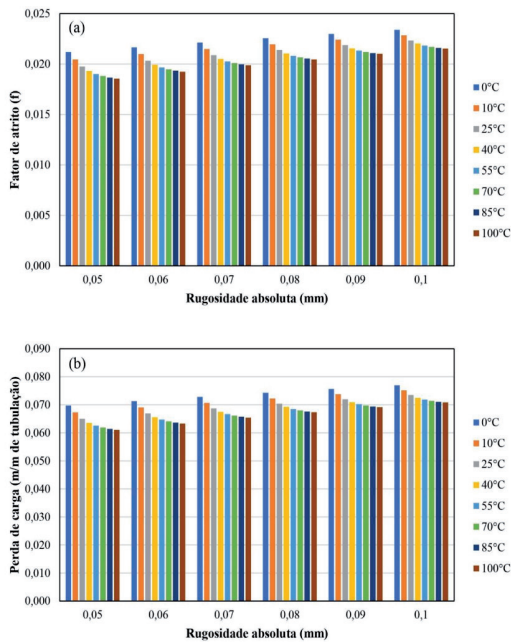 (a)
Fator de atrito (f)
0,025
0,020
0,015
0,010
0,005
0,000
0,05 0,06 0,07 0,08 0,09 0,1
Rugosidade absoluta (mm)
0°C
10°C
25°C
40°C
55°C
70°C
85°C
100°C
(b)
Perda de carga (m/m de tubulação)
0,090
0,080
0,070
0,060
0,050
0,040
0,030
0,020
0,010
0,000
0,05 0,06 0,07 0,08 0,09 0,1
Rugosidade absoluta (mm)
0°C
10°C
25°C
40°C
55°C
70°C
85°C
100°C